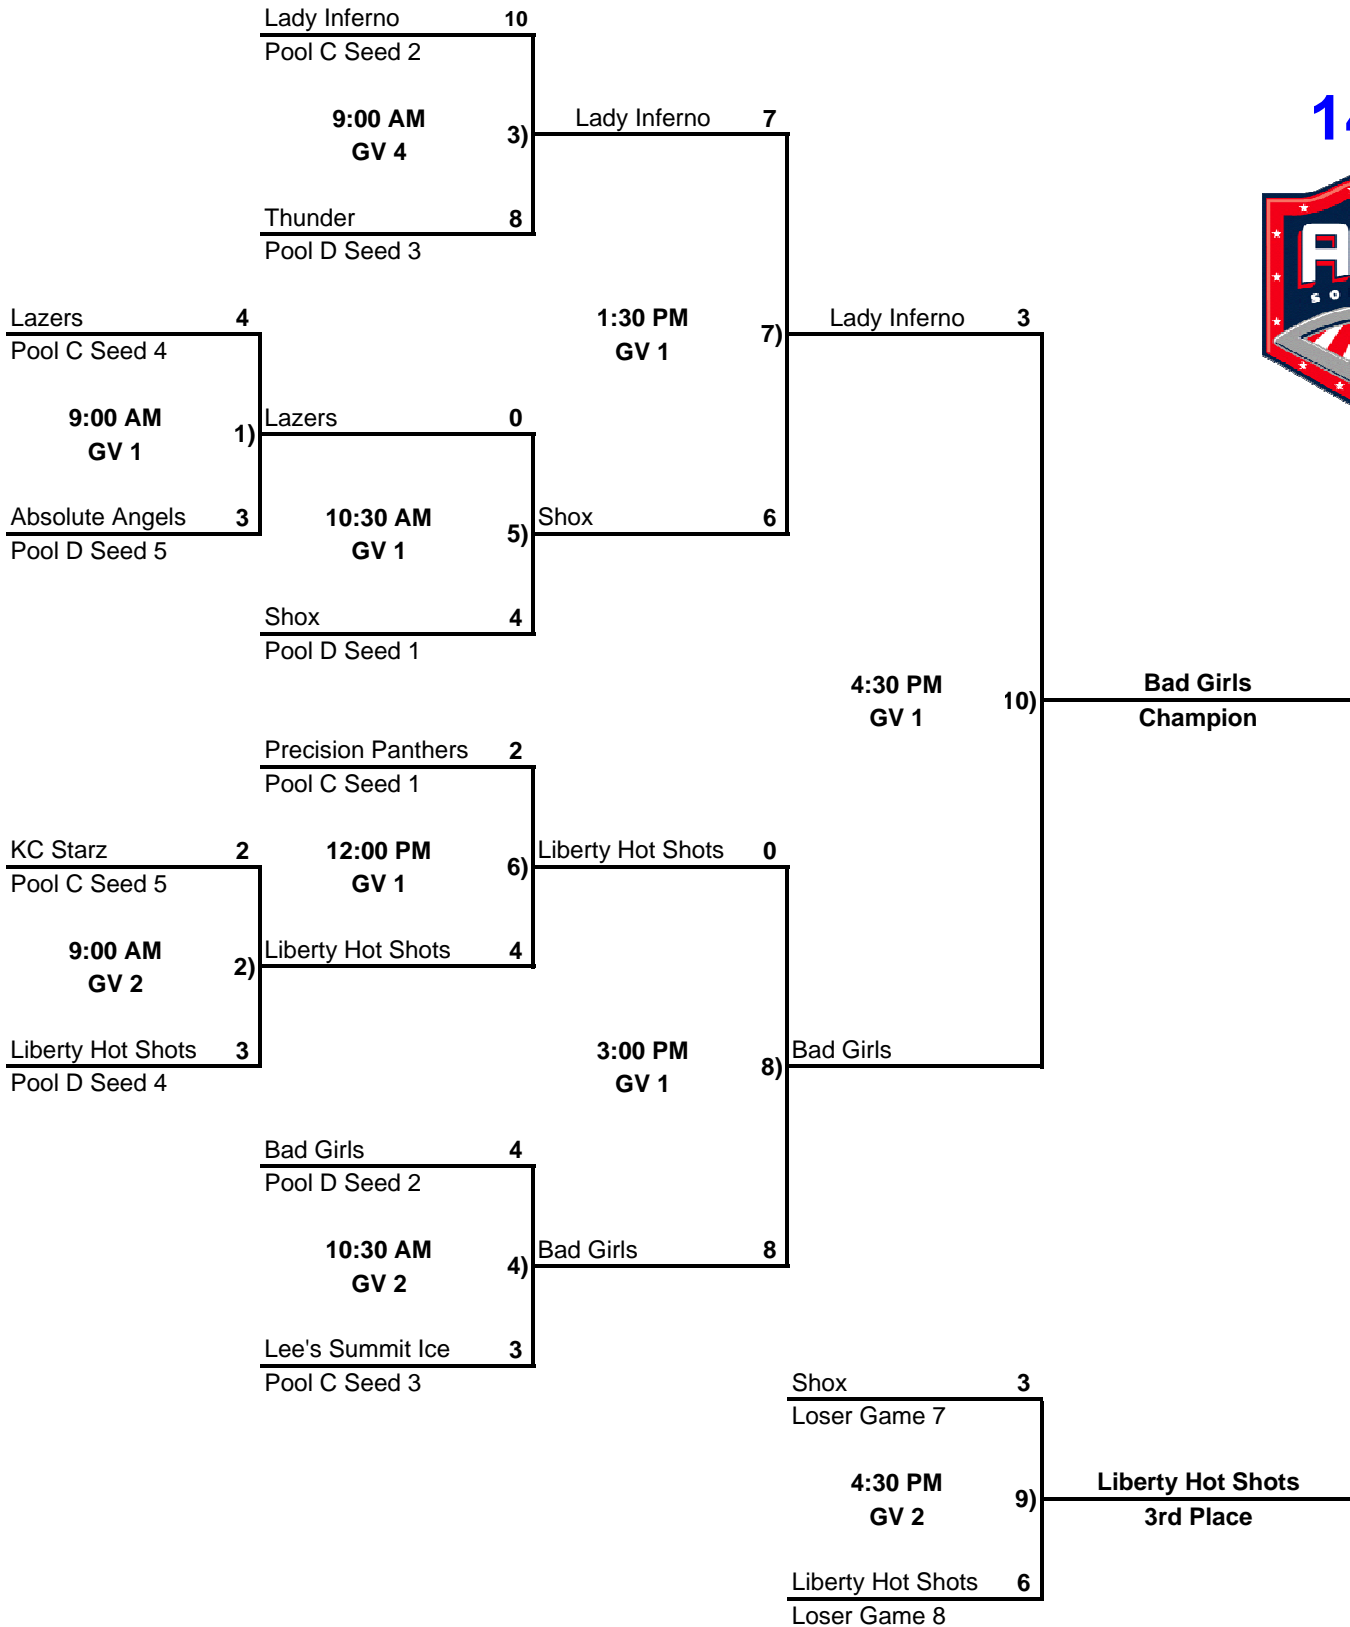 Lady Inferno 10
Pool C Seed 2
9:00 AM
GV 4
3)
Lady Inferno 7
Thunder 8
Pool D Seed 3
14
Lazers 4
Pool C Seed 4
9:00 AM
GV 1
1)
Lazers 0
1:30 PM
GV 1
7)
Lady Inferno 3
Absolute Angels 3
Pool D Seed 5
10:30 AM
GV 1
5)
Shox 6
Shox 4
Pool D Seed 1
4:30 PM
GV 1
10)
Bad Girls
Champion
Precision Panthers 2
Pool C Seed 1
KC Starz 2
Pool C Seed 5
12:00 PM
GV 1
6)
Liberty Hot Shots 0
9:00 AM
GV 2
2)
Liberty Hot Shots 4
Liberty Hot Shots 3
Pool D Seed 4
3:00 PM
GV 1
8)
Bad Girls
Bad Girls 4
Pool D Seed 2
10:30 AM
GV 2
4)
Bad Girls 8
Lee's Summit Ice 3
Pool C Seed 3
Shox 3
Loser Game 7
4:30 PM
GV 2
9)
Liberty Hot Shots
3rd Place
Liberty Hot Shots 6
Loser Game 8